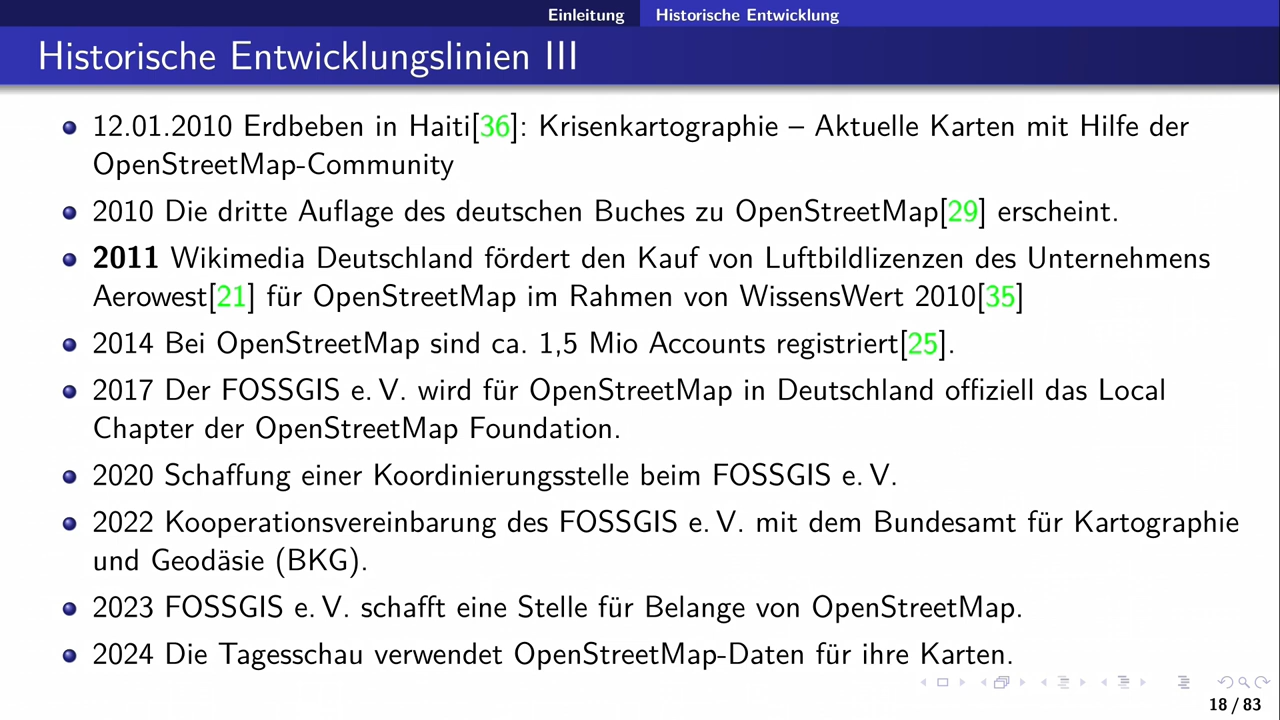 Einleitung Historische Entwicklung
Historische Entwicklungslinien III
12.01.2010 Erdbeben in Haiti[36]: Krisenkartographie – Aktuelle Karten mit Hilfe der
OpenStreetMap-Community
2010 Die dritte Auflage des deutschen Buches zu OpenStreetMap[29] erscheint.
2011 Wikimedia Deutschland fördert den Kauf von Luftbildlizenzen des Unternehmens
Aerowest[21] für OpenStreetMap im Rahmen von WissensWert 2010[35]
2014 Bei OpenStreetMap sind ca. 1,5 Mio Accounts registriert[25].
2017 Der FOSSGIS e. V. wird für OpenStreetMap in Deutschland offiziell das Local
Chapter der OpenStreetMap Foundation.
2020 Schaffung einer Koordinierungsstelle beim FOSSGIS e. V.
2022 Kooperationsvereinbarung des FOSSGIS e. V. mit dem Bundesamt für Kartographie
und Geodäsie (BKG).
2023 FOSSGIS e. V. schafft eine Stelle für Belange von OpenStreetMap.
2024 Die Tagesschau verwendet OpenStreetMap-Daten für ihre Karten.
18 / 83